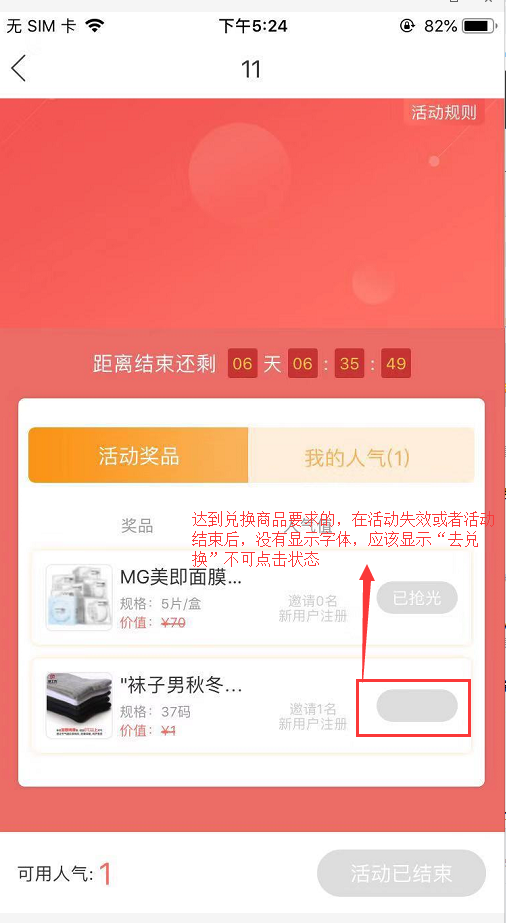 无 SIM 卡 下午5:24 82%
11
活动规则
距离结束还剩 06 天 06 : 35 : 49
活动奖品 我的人气(1)
奖品 人气值
达到兑换商品要求的，在活动失效或者活动
结束后，没有显示字体，应该显示“去兑
换”不可点击状态
MG美即面膜...
规格：5片/盒
价值：¥70
邀请0名
新用户注册
已抢光
"袜子男秋冬...
规格：37码
价值：¥1
邀请1名
新用户注册
可用人气: 1
活动已结束